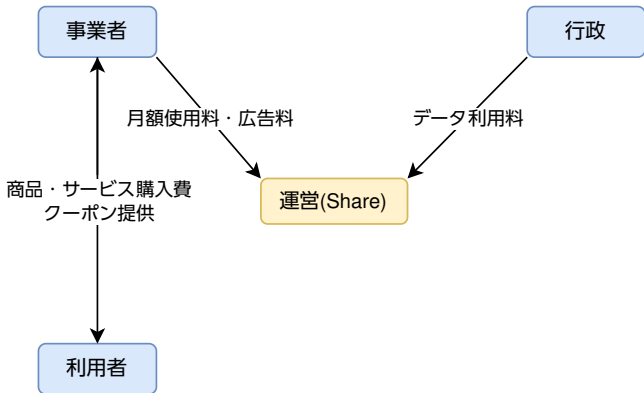 事業者
行政
月額使用料・広告料
データ利用料
商品・サービス購入費
クーポン提供
運営(Share)
利用者